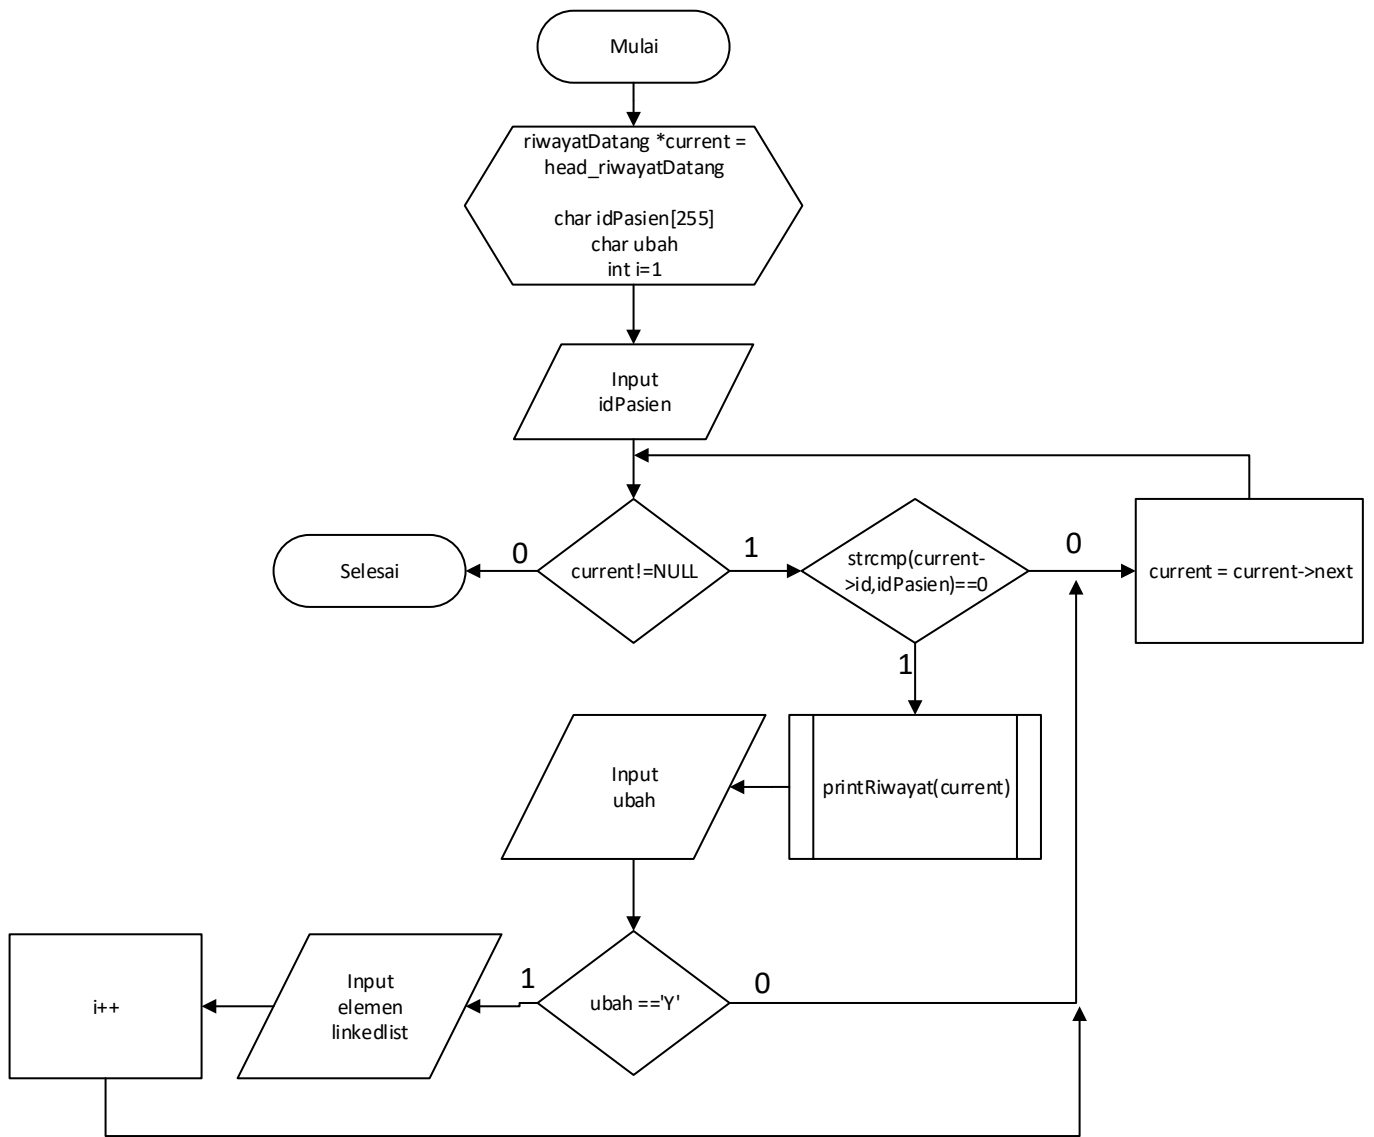 Mulai
riwayatDatang *current =
head_riwayatDatang
char idPasien[255]
char ubah
int i=1
Input
idPasien
Selesai
0
current!=NULL
1
strcmp(current-
>id,idPasien)==0
0
current = current->next
1
Input
ubah
printRiwayat(current)
i++
Input
elemen
linkedlist
1
ubah =='Y'
0